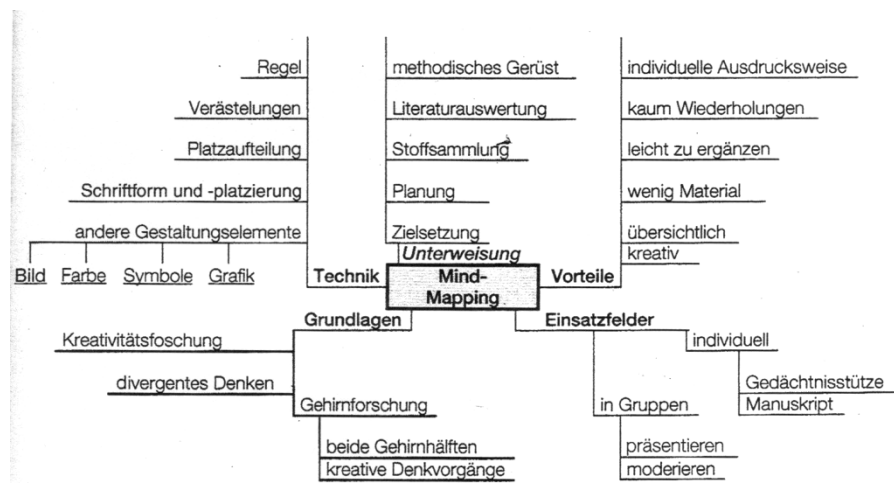 Regel
methodisches Gerüst
individuelle Ausdrucksweise
Verästelungen
Literaturauswertung
kaum Wiederholungen
Platzaufteilung
Stoffsammlung
leicht zu ergänzen
Schriftform und -platzierung
Planung
wenig Material
andere Gestaltungselemente
Zielsetzung
übersichtlich
Unterweisung
kreativ
Bild Farbe Symbole Grafik
Technik
Mind-
Mapping
Vorteile
Grundlagen
Einsatzfelder
Kreativitätsfoschung
individuell
divergentes Denken
Gedächtnisstütze
Gehirnforschung
in Gruppen
Manuskript
beide Gehirnhälften
präsentieren
kreative Denkvorgänge
moderieren